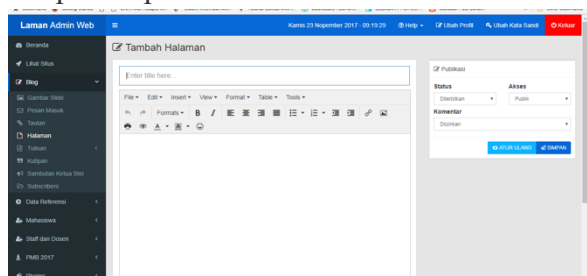 Laman Admin Web
Kamis 23 Nopember 2017 - 09:19:29
Help
Ubah Profil
Ubah Kata Sandi
Keluar
Beranda
Lihat Situs
Blog
Gambar Slide
Pesan Masuk
Tautan
Halaman
Tulisan
Kutipan
Sambutan Ketua Stei
Subscribers
Data Referensi
Mahasiswa
Staff dan Dosen
PMB 2017
Tambah Halaman
Enter title here...
File Edit Insert View Format Table Tools
Formats B I
A A
Publikasi
Status Akses
Diterbitkan Publik
Komentar
Diizinkan
ATUR ULANG SIMPAN